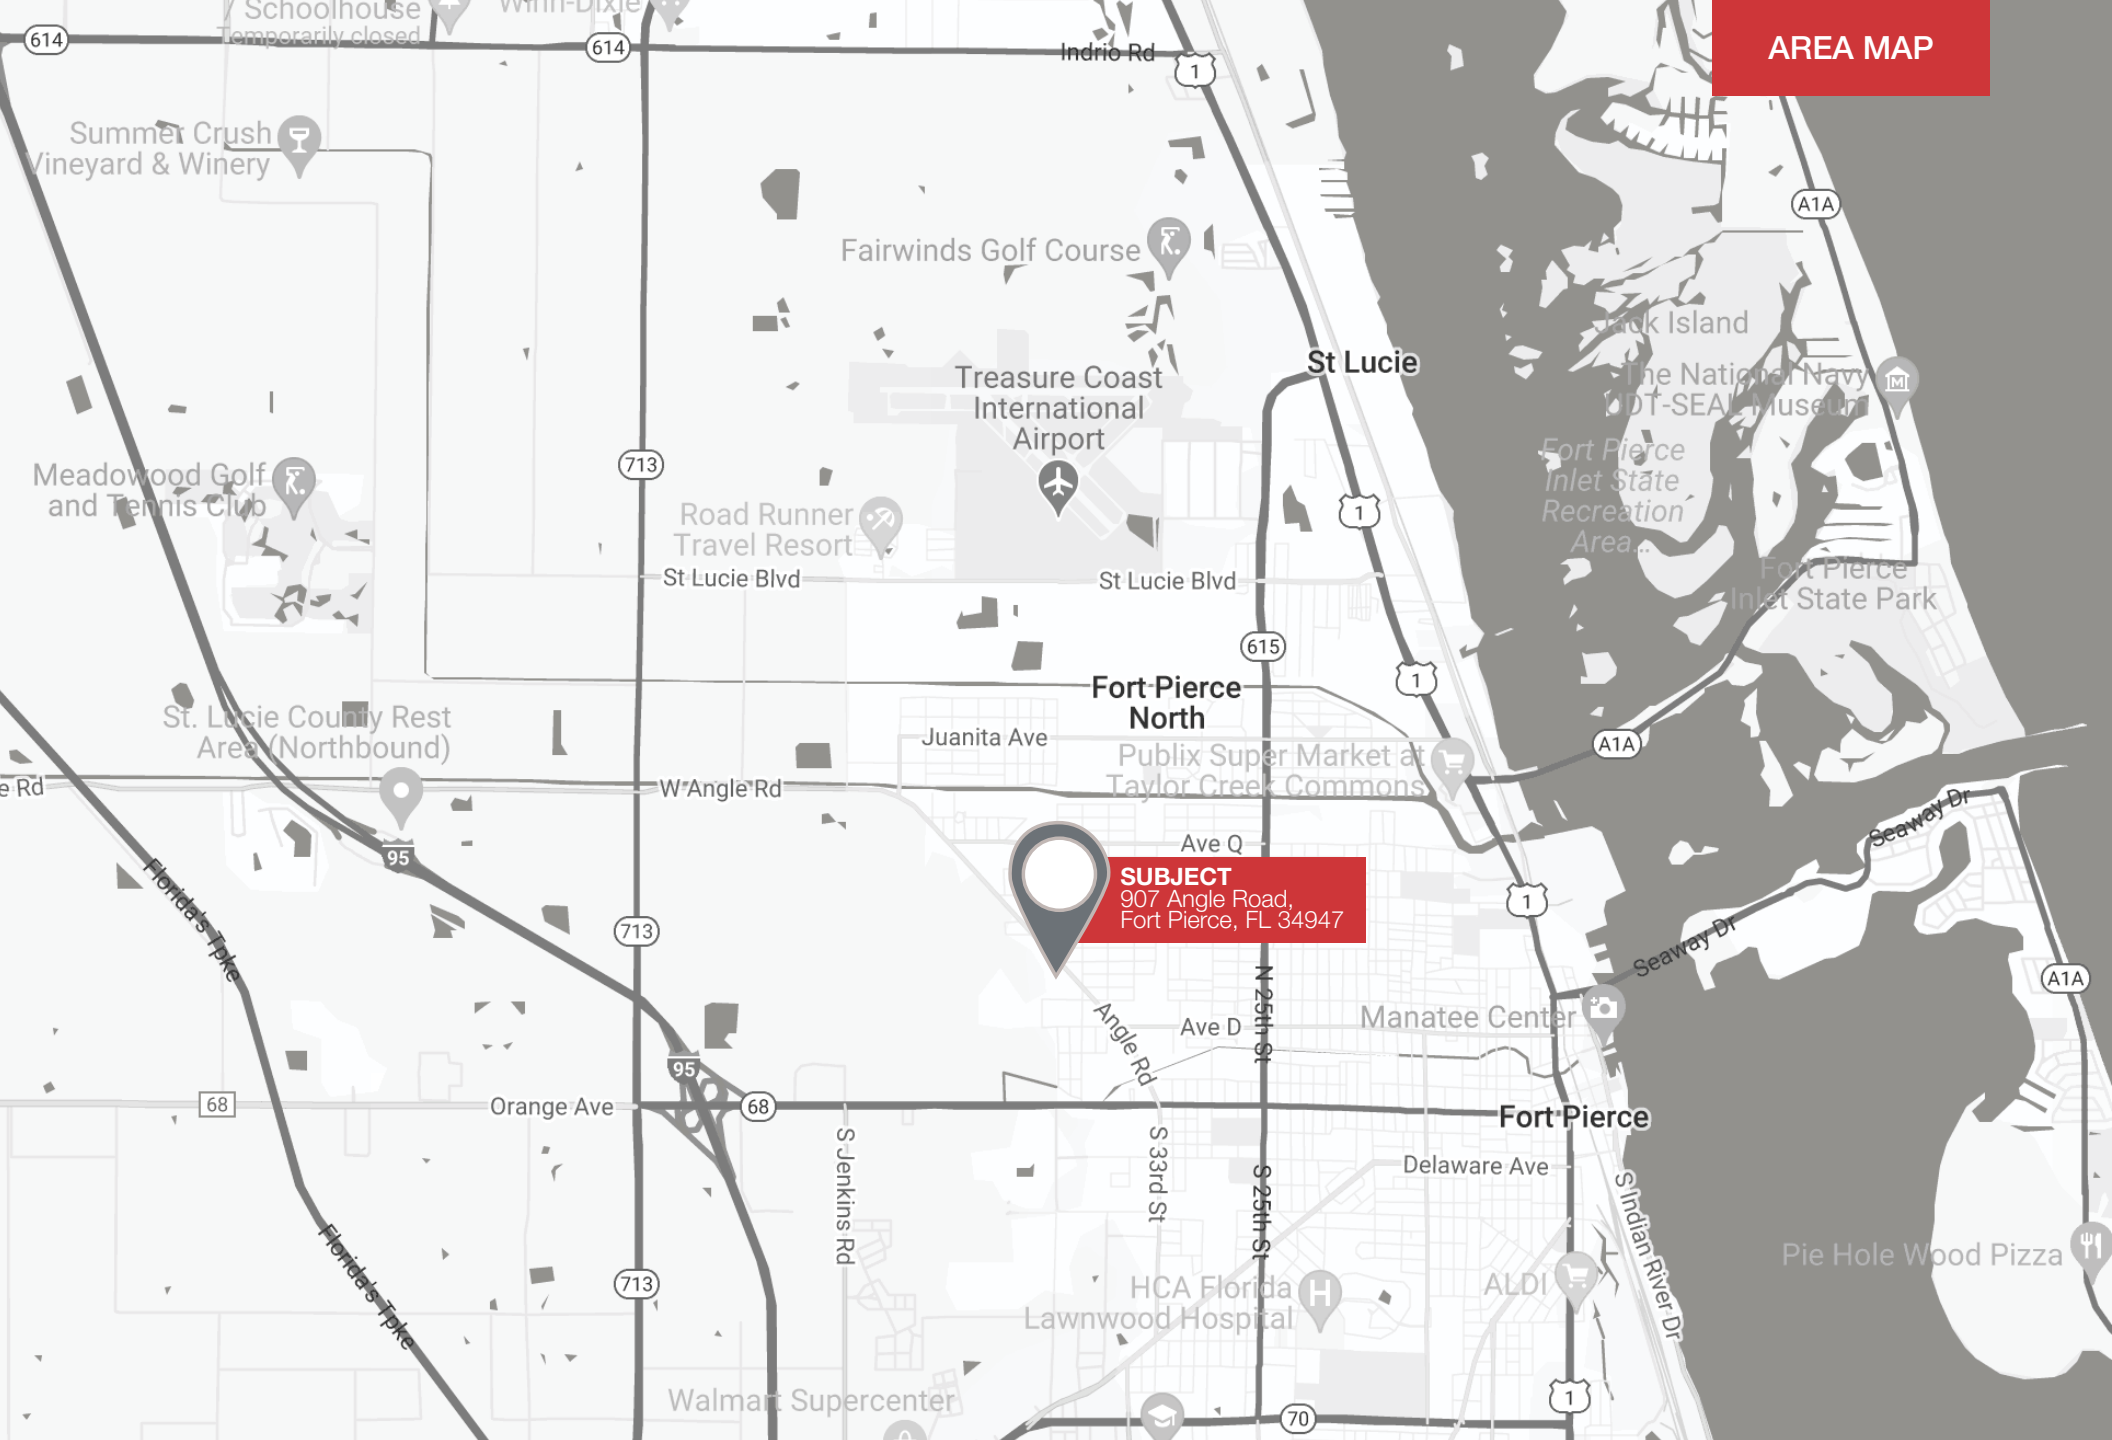 AREA MAP
Schoolhouse
Temporarily closed
Winn-Dixie
614
614
Indrio Rd
1
Summer Crush
Vineyard & Winery
A1A
Fairwinds Golf Course
Jack Island
St Lucie
The National Navy
UDT-SEAL Museum
Treasure Coast
International
Airport
Fort Pierce
Inlet State
Recreation
Area...
713
Meadowood Golf
and Tennis Club
Road Runner
Travel Resort
1
St Lucie Blvd
St Lucie Blvd
Fort Pierce
Inlet State Park
615
1
Fort Pierce
North
St. Lucie County Rest
Area (Northbound)
Juanita Ave
A1A
Publix Super Market at
Taylor Creek Commons
e Rd
W Angle Rd
Seaway Dr
Ave Q
95
SUBJECT
907 Angle Road,
Fort Pierce, FL 34947
1
Florida's Tpke
713
Seaway Dr
A1A
N 25th St
Manatee Center
Ave D
Angle Rd
95
68
Orange Ave
68
Fort Pierce
S Jenkins Rd
S 33rd St
S 25th St
Delaware Ave
S Indian River Dr
Florida's Tpke
713
HCA Florida
Lawnwood Hospital
ALDI
Pie Hole Wood Pizza
Walmart Supercenter
1
70